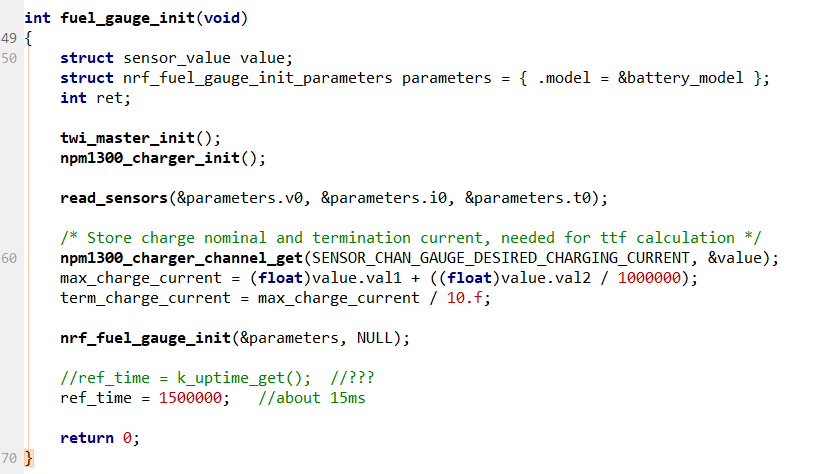 int fuel_gauge_init(void)
49 {
50 struct sensor_value value;
struct nrf_fuel_gauge_init_parameters parameters = { .model = &battery_model };
int ret;
twi_master_init();
npm1300_charger_init();
read_sensors(&parameters.v0, &parameters.i0, &parameters.t0);
/* Store charge nominal and termination current, needed for ttf calculation */
60 npm1300_charger_channel_get(SENSOR_CHAN_GAUGE_DESIRED_CHARGING_CURRENT, &value);
max_charge_current = (float)value.val1 + ((float)value.val2 / 1000000);
term_charge_current = max_charge_current / 10.f;
nrf_fuel_gauge_init(&parameters, NULL);
//ref_time = k_uptime_get();  //???
ref_time = 1500000;   //about 15ms
return 0;
70 }